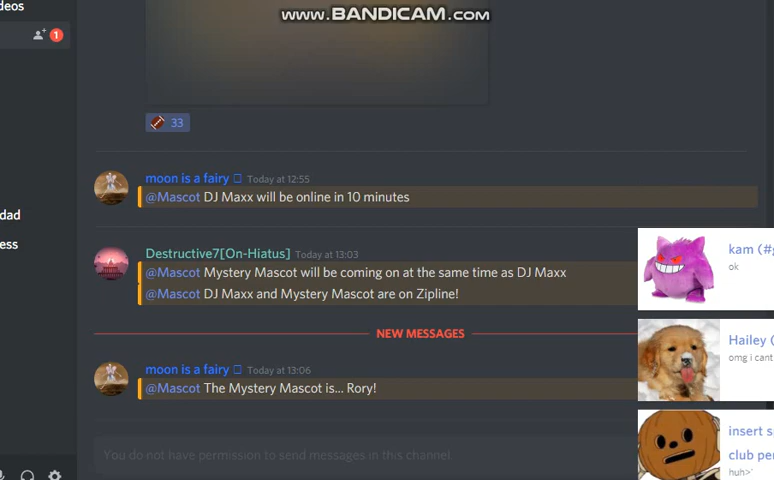 www.BANDICAM.com
deos
1
33
moon is a fairy Today at 12:55
@Mascot DJ Maxx will be online in 10 minutes
dad
ess
Destructive7[On-Hiatus] Today at 13:03
@Mascot Mystery Mascot will be coming on at the same time as DJ Maxx
@Mascot DJ Maxx and Mystery Mascot are on Zipline!
NEW MESSAGES
moon is a fairy Today at 13:06
@Mascot The Mystery Mascot is... Rory!
You do not have permission to send messages in this channel
kam (#g
ok
Hailey (
omg i cant
insert s
club per
huh>`